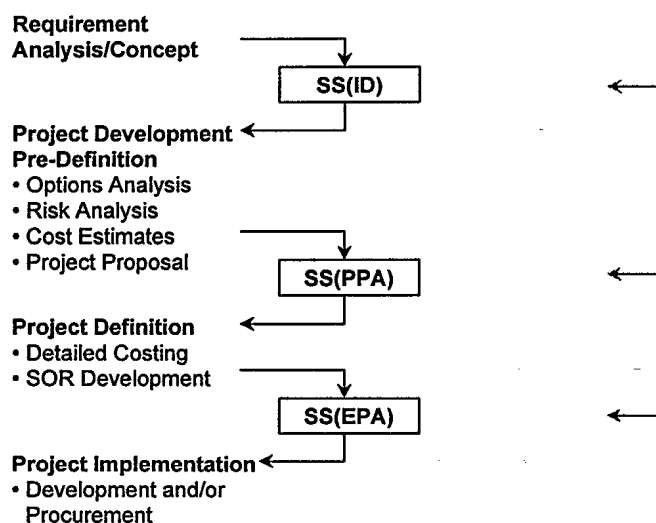 Requirement
Analysis/Concept
SS(ID)
Project Development
Pre-Definition
• Options Analysis
• Risk Analysis
• Cost Estimates
• Project Proposal
SS(PPA)
Project Definition
• Detailed Costing
• SOR Development
SS(EPA)
Project Implementation
• Development and/or
Procurement